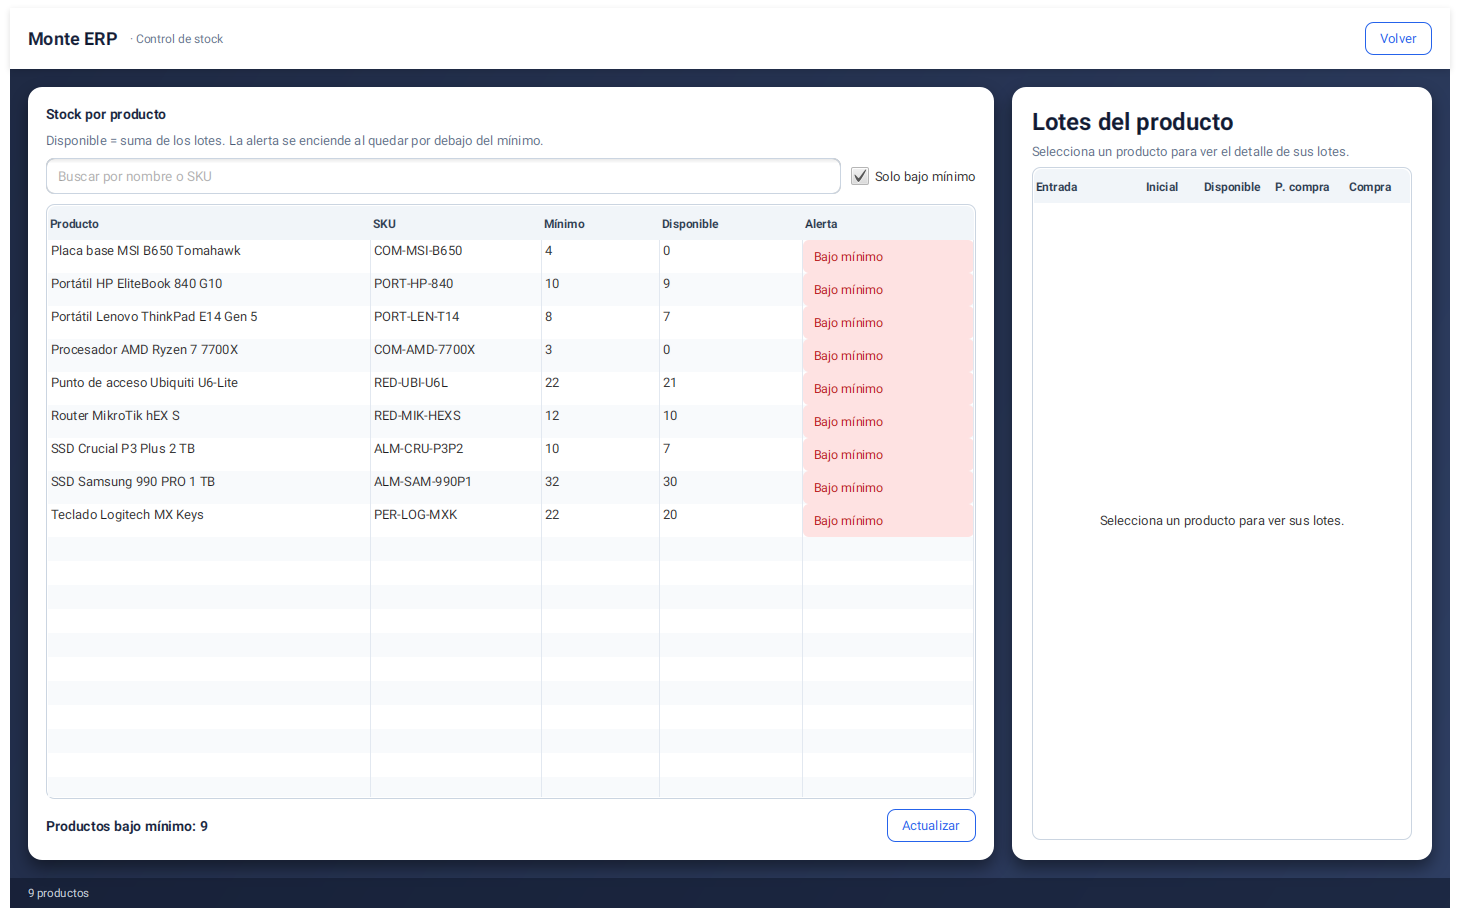 Monte ERP · Control de stock
Volver
Stock por producto
Disponible = suma de los lotes. La alerta se enciende al quedar por debajo del mínimo.
Buscar por nombre o SKU
Solo bajo mínimo
Producto SKU Mínimo Disponible Alerta
Placa base MSI B650 Tomahawk COM-MSI-B650 4 0 Bajo mínimo
Portátil HP EliteBook 840 G10 PORT-HP-840 10 9 Bajo mínimo
Portátil Lenovo ThinkPad E14 Gen 5 PORT-LEN-T14 8 7 Bajo mínimo
Procesador AMD Ryzen 7 7700X COM-AMD-7700X 3 0 Bajo mínimo
Punto de acceso Ubiquiti U6-Lite RED-UBI-U6L 22 21 Bajo mínimo
Router MikroTik hEX S RED-MIK-HEXS 12 10 Bajo mínimo
SSD Crucial P3 Plus 2 TB ALM-CRU-P3P2 10 7 Bajo mínimo
SSD Samsung 990 PRO 1 TB ALM-SAM-990P1 32 30 Bajo mínimo
Teclado Logitech MX Keys PER-LOG-MXK 22 20 Bajo mínimo
Productos bajo mínimo: 9
Actualizar
Lotes del producto
Selecciona un producto para ver el detalle de sus lotes.
Entrada Inicial Disponible P. compra Compra
Selecciona un producto para ver sus lotes.
9 productos